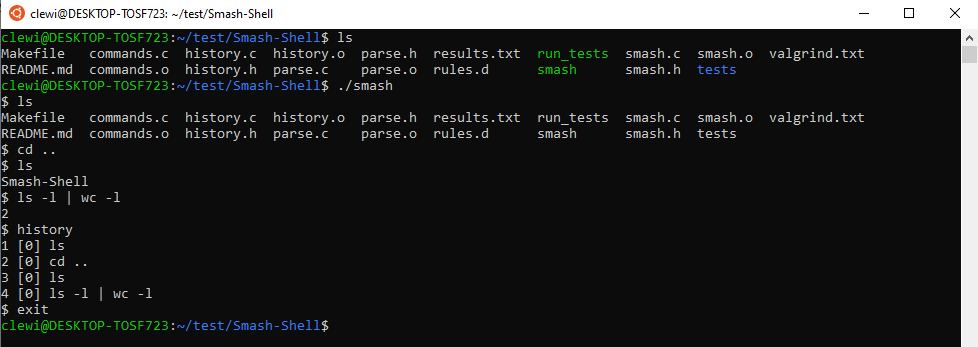 clewi@DESKTOP-TOSF723: ~/test/Smash-Shell
clewi@DESKTOP-TOSF723:~/test/Smash-Shell$ ls
Makefile commands.c history.c history.o parse.h results.txt run_tests smash.c smash.o valgrind.txt
README.md commands.o history.h parse.c parse.o rules.d smash smash.h tests
clewi@DESKTOP-TOSF723:~/test/Smash-Shell$ ./smash
$ ls
Makefile commands.c history.c history.o parse.h results.txt run_tests smash.c smash.o valgrind.txt
README.md commands.o history.h parse.c parse.o rules.d smash smash.h tests
$ cd ..
$ ls
Smash-Shell
$ ls -l | wc -l
2
$ history
1 [0] ls
2 [0] cd ..
3 [0] ls
4 [0] ls -l | wc -l
$ exit
clewi@DESKTOP-TOSF723:~/test/Smash-Shell$